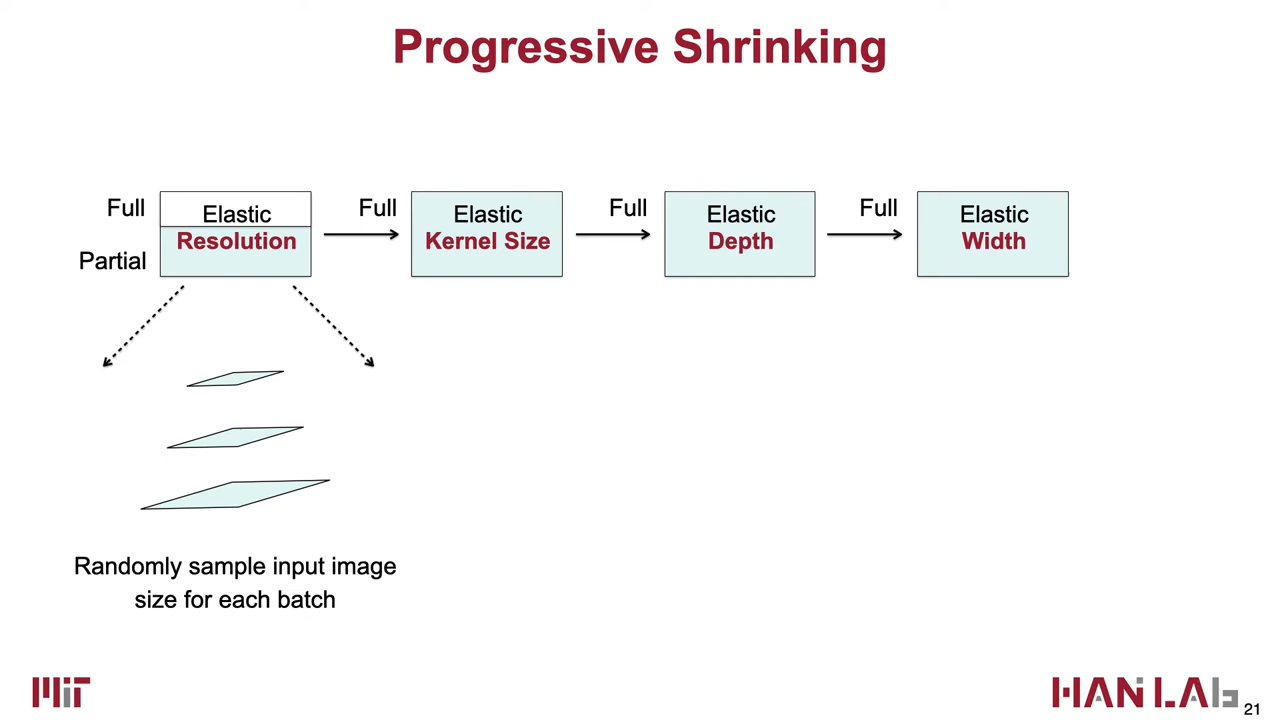 Progressive Shrinking
Full
Partial
Elastic
Resolution
Full
Elastic
Kernel Size
Full
Elastic
Depth
Full
Elastic
Width
Randomly sample input image
size for each batch
MIT
HAN LAb
21